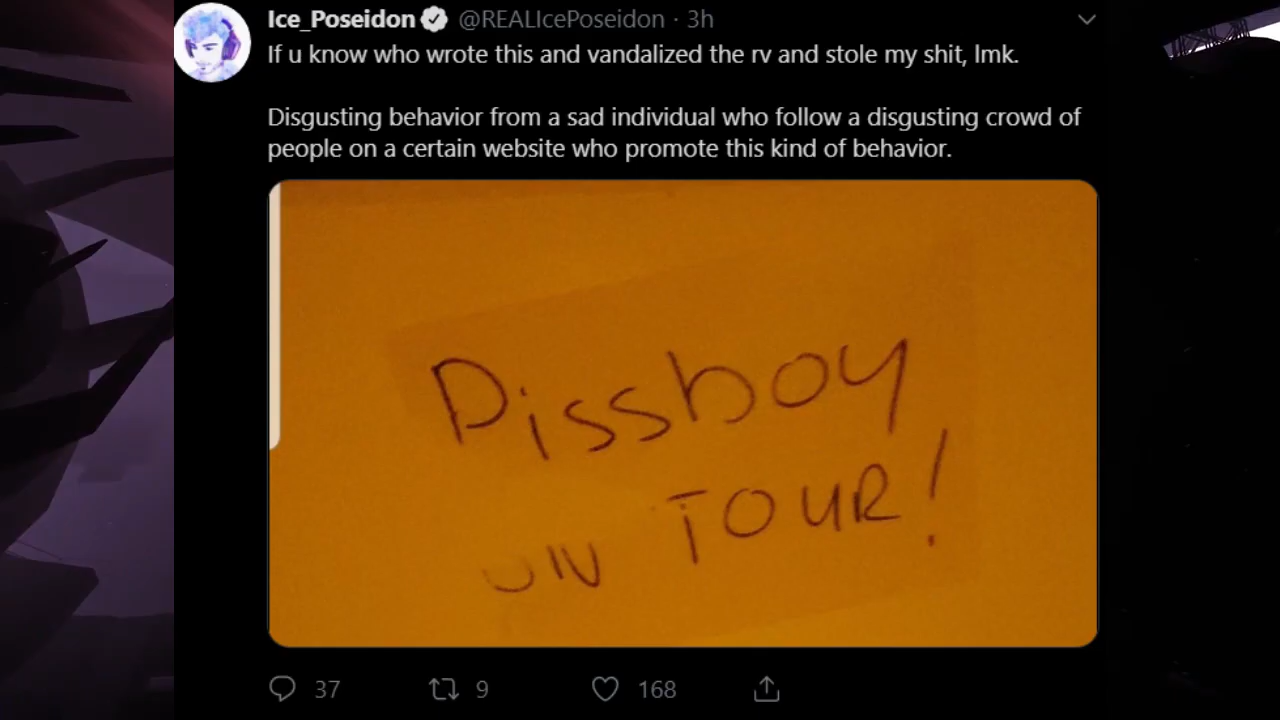 Ice_Poseidon @REALIcePoseidon · 3h
If u know who wrote this and vandalized the rv and stole my shit, lmk.
Disgusting behavior from a sad individual who follow a disgusting crowd of
people on a certain website who promote this kind of behavior.
Pissboy
ON TOUR!
37 9 168